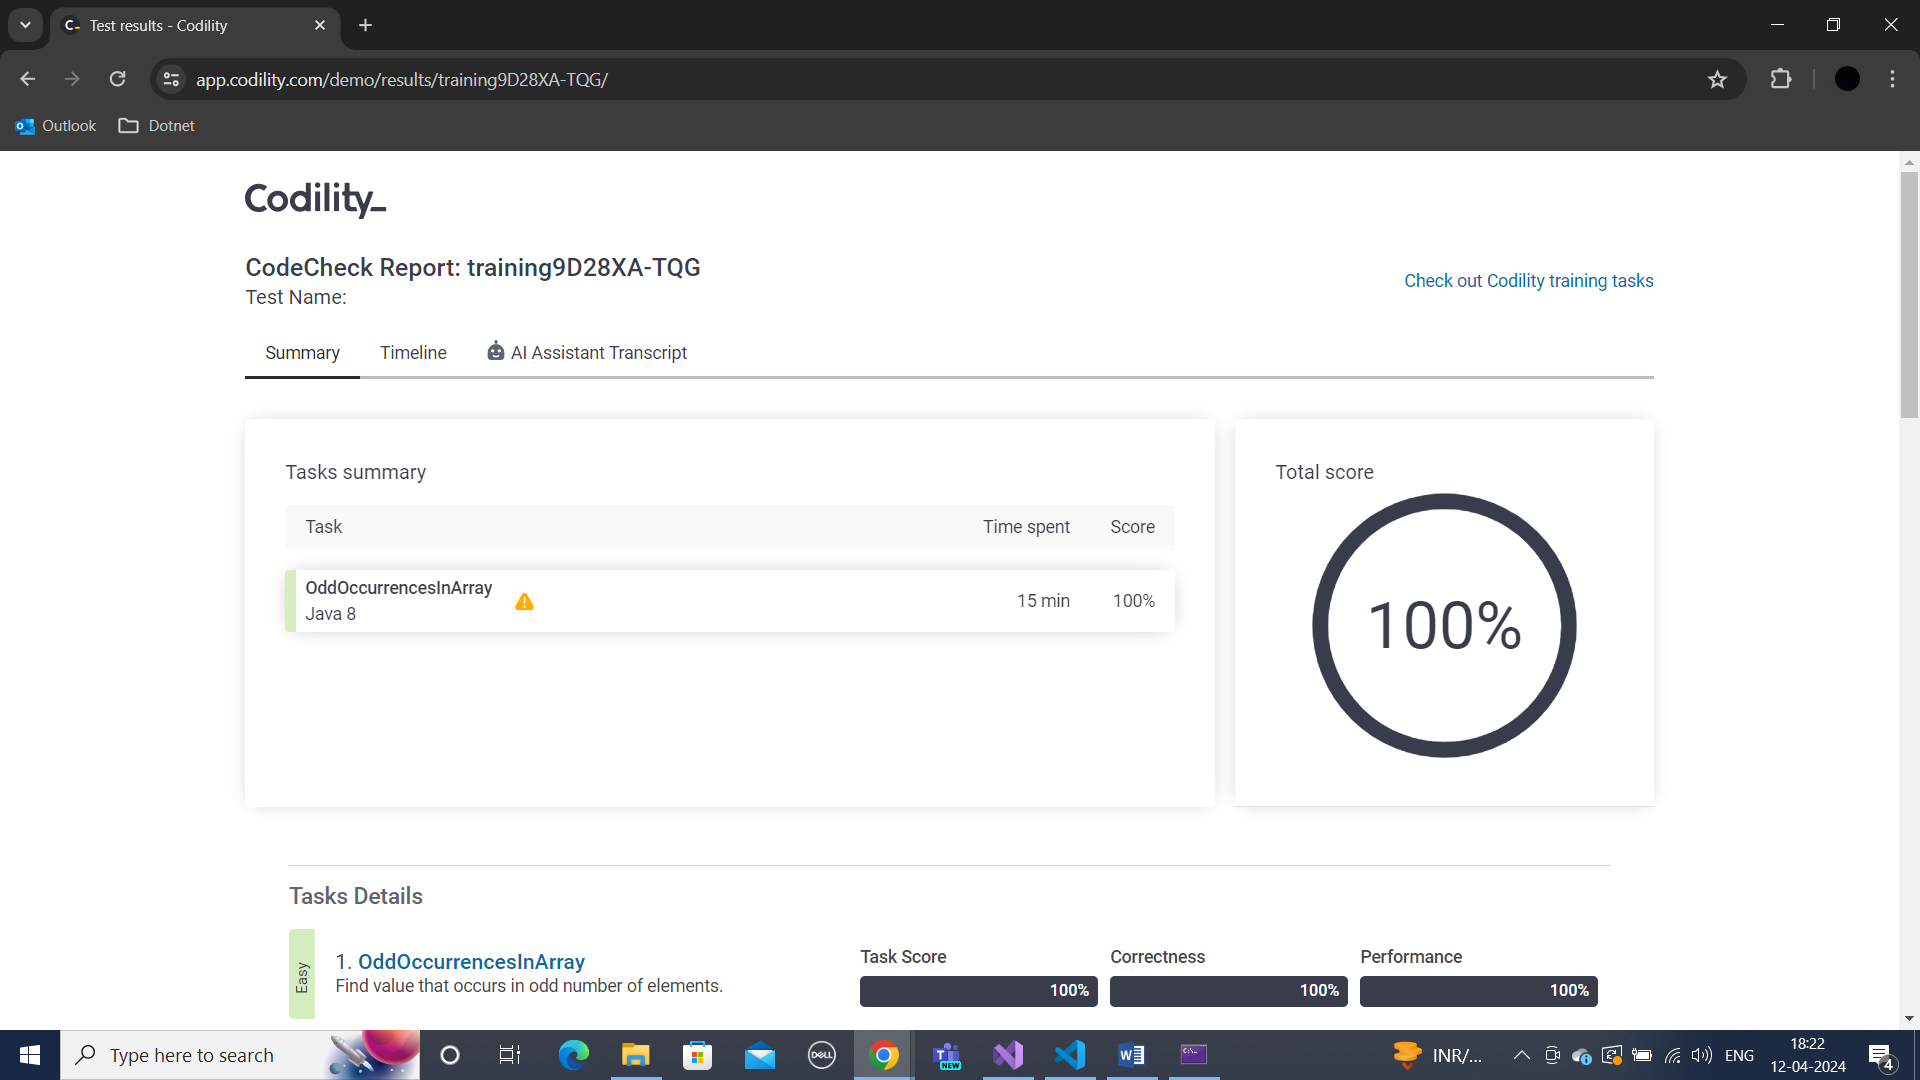 Test results - Codility
app.codility.com/demo/results/training9D28XA-TQG/
Outlook
Dotnet
Codility_
CodeCheck Report: training9D28XA-TQG
Test Name:
Check out Codility training tasks
Summary
Timeline
AI Assistant Transcript
Tasks summary
Task Time spent Score
OddOccurrencesInArray
Java 8
15 min 100%
Total score
100%
Tasks Details
Easy
1. OddOccurrencesInArray
Find value that occurs in odd number of elements.
Task Score
100%
Correctness
100%
Performance
100%
Type here to search
DELL
NEW
INR/...
ENG
18:22
12-04-2024
4